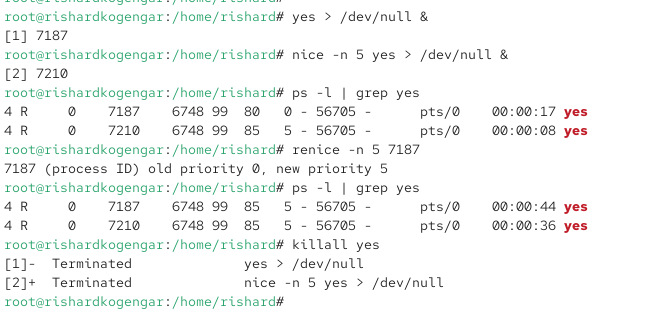 root@rishardkogengar:/home/rishard# yes > /dev/null &
[1] 7187
root@rishardkogengar:/home/rishard# nice -n 5 yes > /dev/null &
[2] 7210
root@rishardkogengar:/home/rishard# ps -l | grep yes
4 R     0    7187    6748 99  80   0 - 56705 -      pts/0    00:00:17 yes
4 R     0    7210    6748 99  85   5 - 56705 -      pts/0    00:00:08 yes
root@rishardkogengar:/home/rishard# renice -n 5 7187
7187 (process ID) old priority 0, new priority 5
root@rishardkogengar:/home/rishard# ps -l | grep yes
4 R     0    7187    6748 99  85   5 - 56705 -      pts/0    00:00:44 yes
4 R     0    7210    6748 99  85   5 - 56705 -      pts/0    00:00:36 yes
root@rishardkogengar:/home/rishard# killall yes
[1]-  Terminated              yes > /dev/null
[2]+  Terminated              nice -n 5 yes > /dev/null
root@rishardkogengar:/home/rishard#